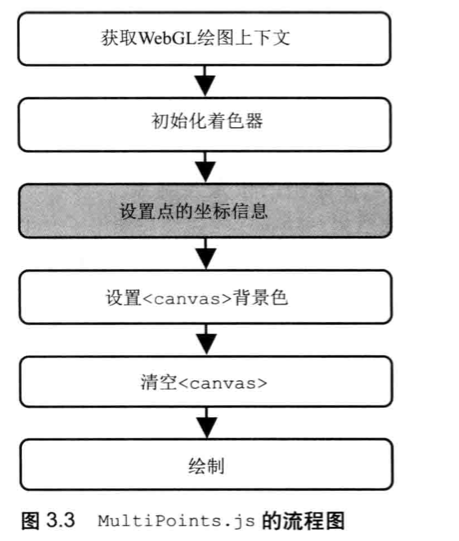 获取WebGL绘图上下文
初始化着色器
设置点的坐标信息
设置<canvas>背景色
清空<canvas>
绘制
图 3.3 MultiPoints.js 的流程图